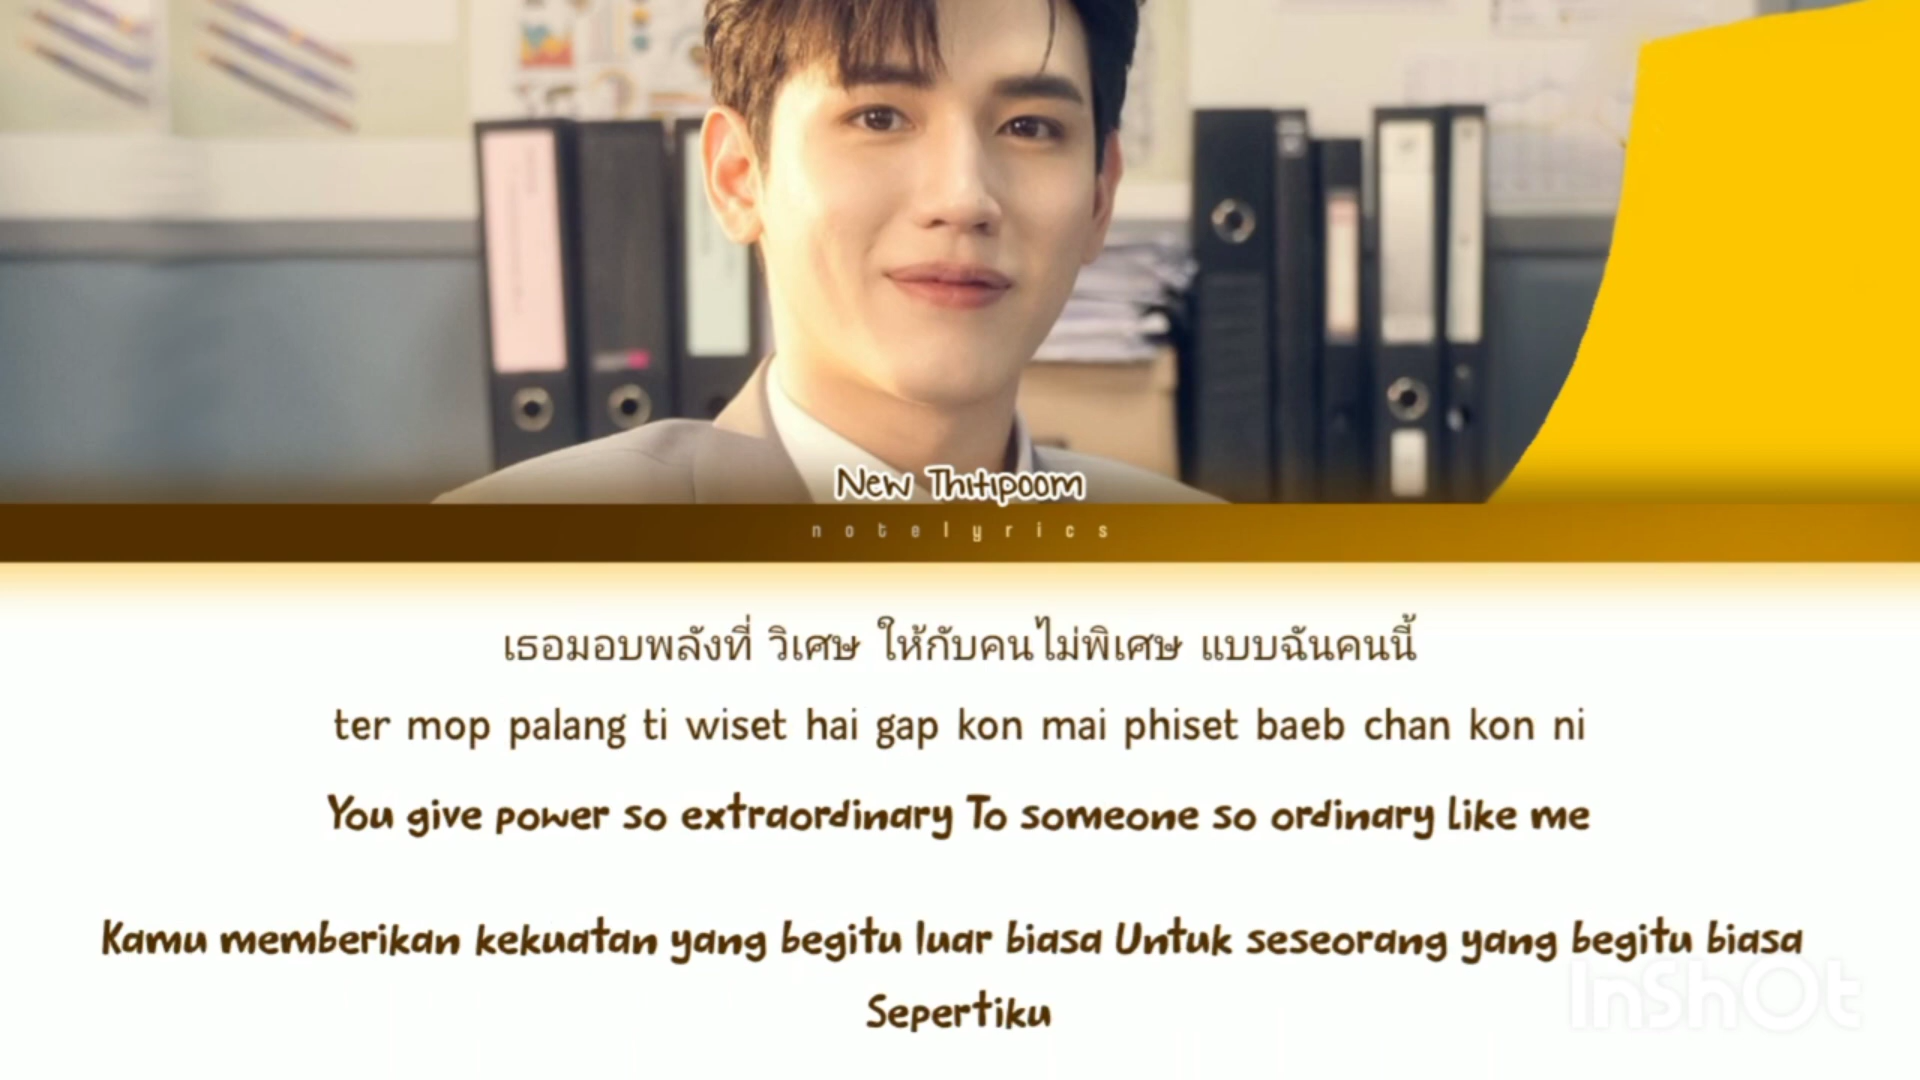 New Thitipoom
notelyrics
เธอมอบพลังที่ วิเศษ ให้กับคนไม่พิเศษ แบบฉันคนนี้
ter mop palang ti wiset hai gap kon mai phiset baeb chan kon ni
You give power so extraordinary To someone so ordinary like me
Kamu memberikan kekuatan yang begitu luar biasa Untuk seseorang yang begitu biasa
Sepertiku
InShOt